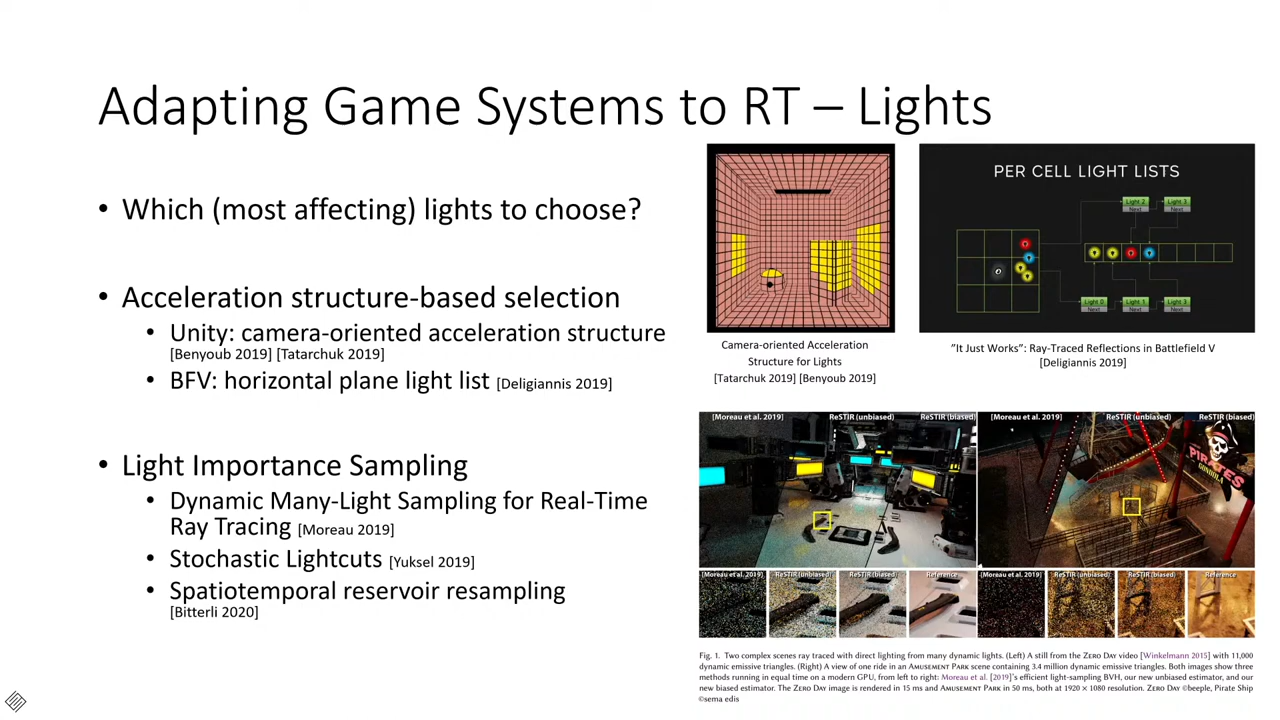 Adapting Game Systems to RT – Lights
• Which (most affecting) lights to choose?
• Acceleration structure-based selection
• Unity: camera-oriented acceleration structure
[Benyoub 2019] [Tatarchuk 2019]
• BFV: horizontal plane light list [Deligiannis 2019]
• Light Importance Sampling
• Dynamic Many-Light Sampling for Real-Time
Ray Tracing [Moreau 2019]
• Stochastic Lightcuts [Yuksel 2019]
• Spatiotemporal reservoir resampling
[Bitterli 2020]
Camera-oriented Acceleration
Structure for Lights
[Tatarchuk 2019] [Benyoub 2019]
PER CELL LIGHT LISTS
Light 2
Next
Light 3
Next
Light 0
Next
Light 1
Next
Light 3
Next
”It Just Works”: Ray-Traced Reflections in Battlefield V
[Deligiannis 2019]
[Moreau et al. 2019] ReSTIR (unbiased) ReSTIR (biased)
[Moreau et al. 2019] ReSTIR (unbiased) ReSTIR (biased)
PIRATES
GONDOLA
[Moreau et al. 2019] ReSTIR (unbiased) ReSTIR (biased) Reference
[Moreau et al. 2019] ReSTIR (unbiased) ReSTIR (biased) Reference
Fig. 1. Two complex scenes ray traced with direct lighting from many dynamic lights. (Left) A still from the Zero Day video [Winkelmann 2015] with 11,000
dynamic emissive triangles. (Right) A view of one ride in an Amusement Park scene containing 3.4 million dynamic emissive triangles. Both images show three
methods running in equal time on a modern GPU, from left to right: Moreau et al. [2019]’s efficient light-sampling BVH, our new unbiased estimator, and our
new biased estimator. The Zero Day image is rendered in 15 ms and Amusement Park in 50 ms, both at 1920 × 1080 resolution. Zero Day ©beeple, Pirate Ship
©sema edis